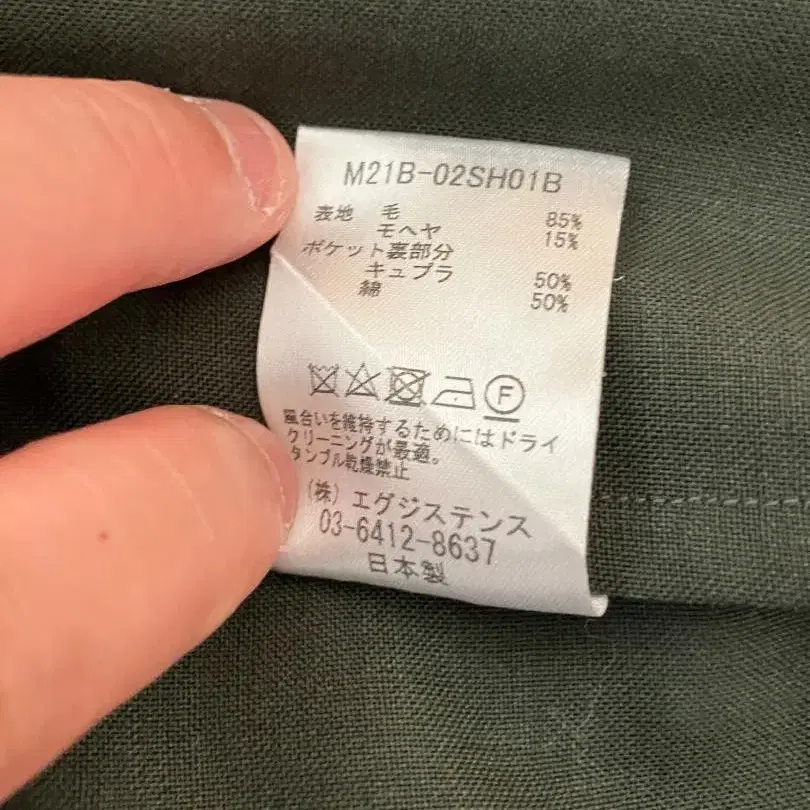 M21B-02SH01B
表地 毛 85%
モヘヤ 15%
ポケット裏部分
キュプラ 50%
綿 50%
F
風合いを維持するためにはドライ
クリーニングが最適。
タンブル乾燥禁止
(株) エグジステンス
03-6412-8637
日本製